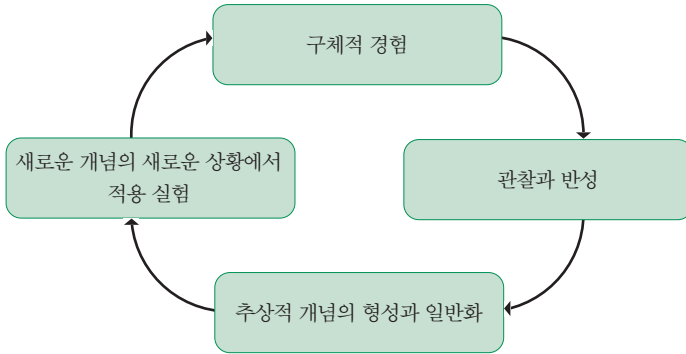 구체적 경험
새로운 개념의 새로운 상황에서
적용 실험
관찰과 반성
추상적 개념의 형성과 일반화